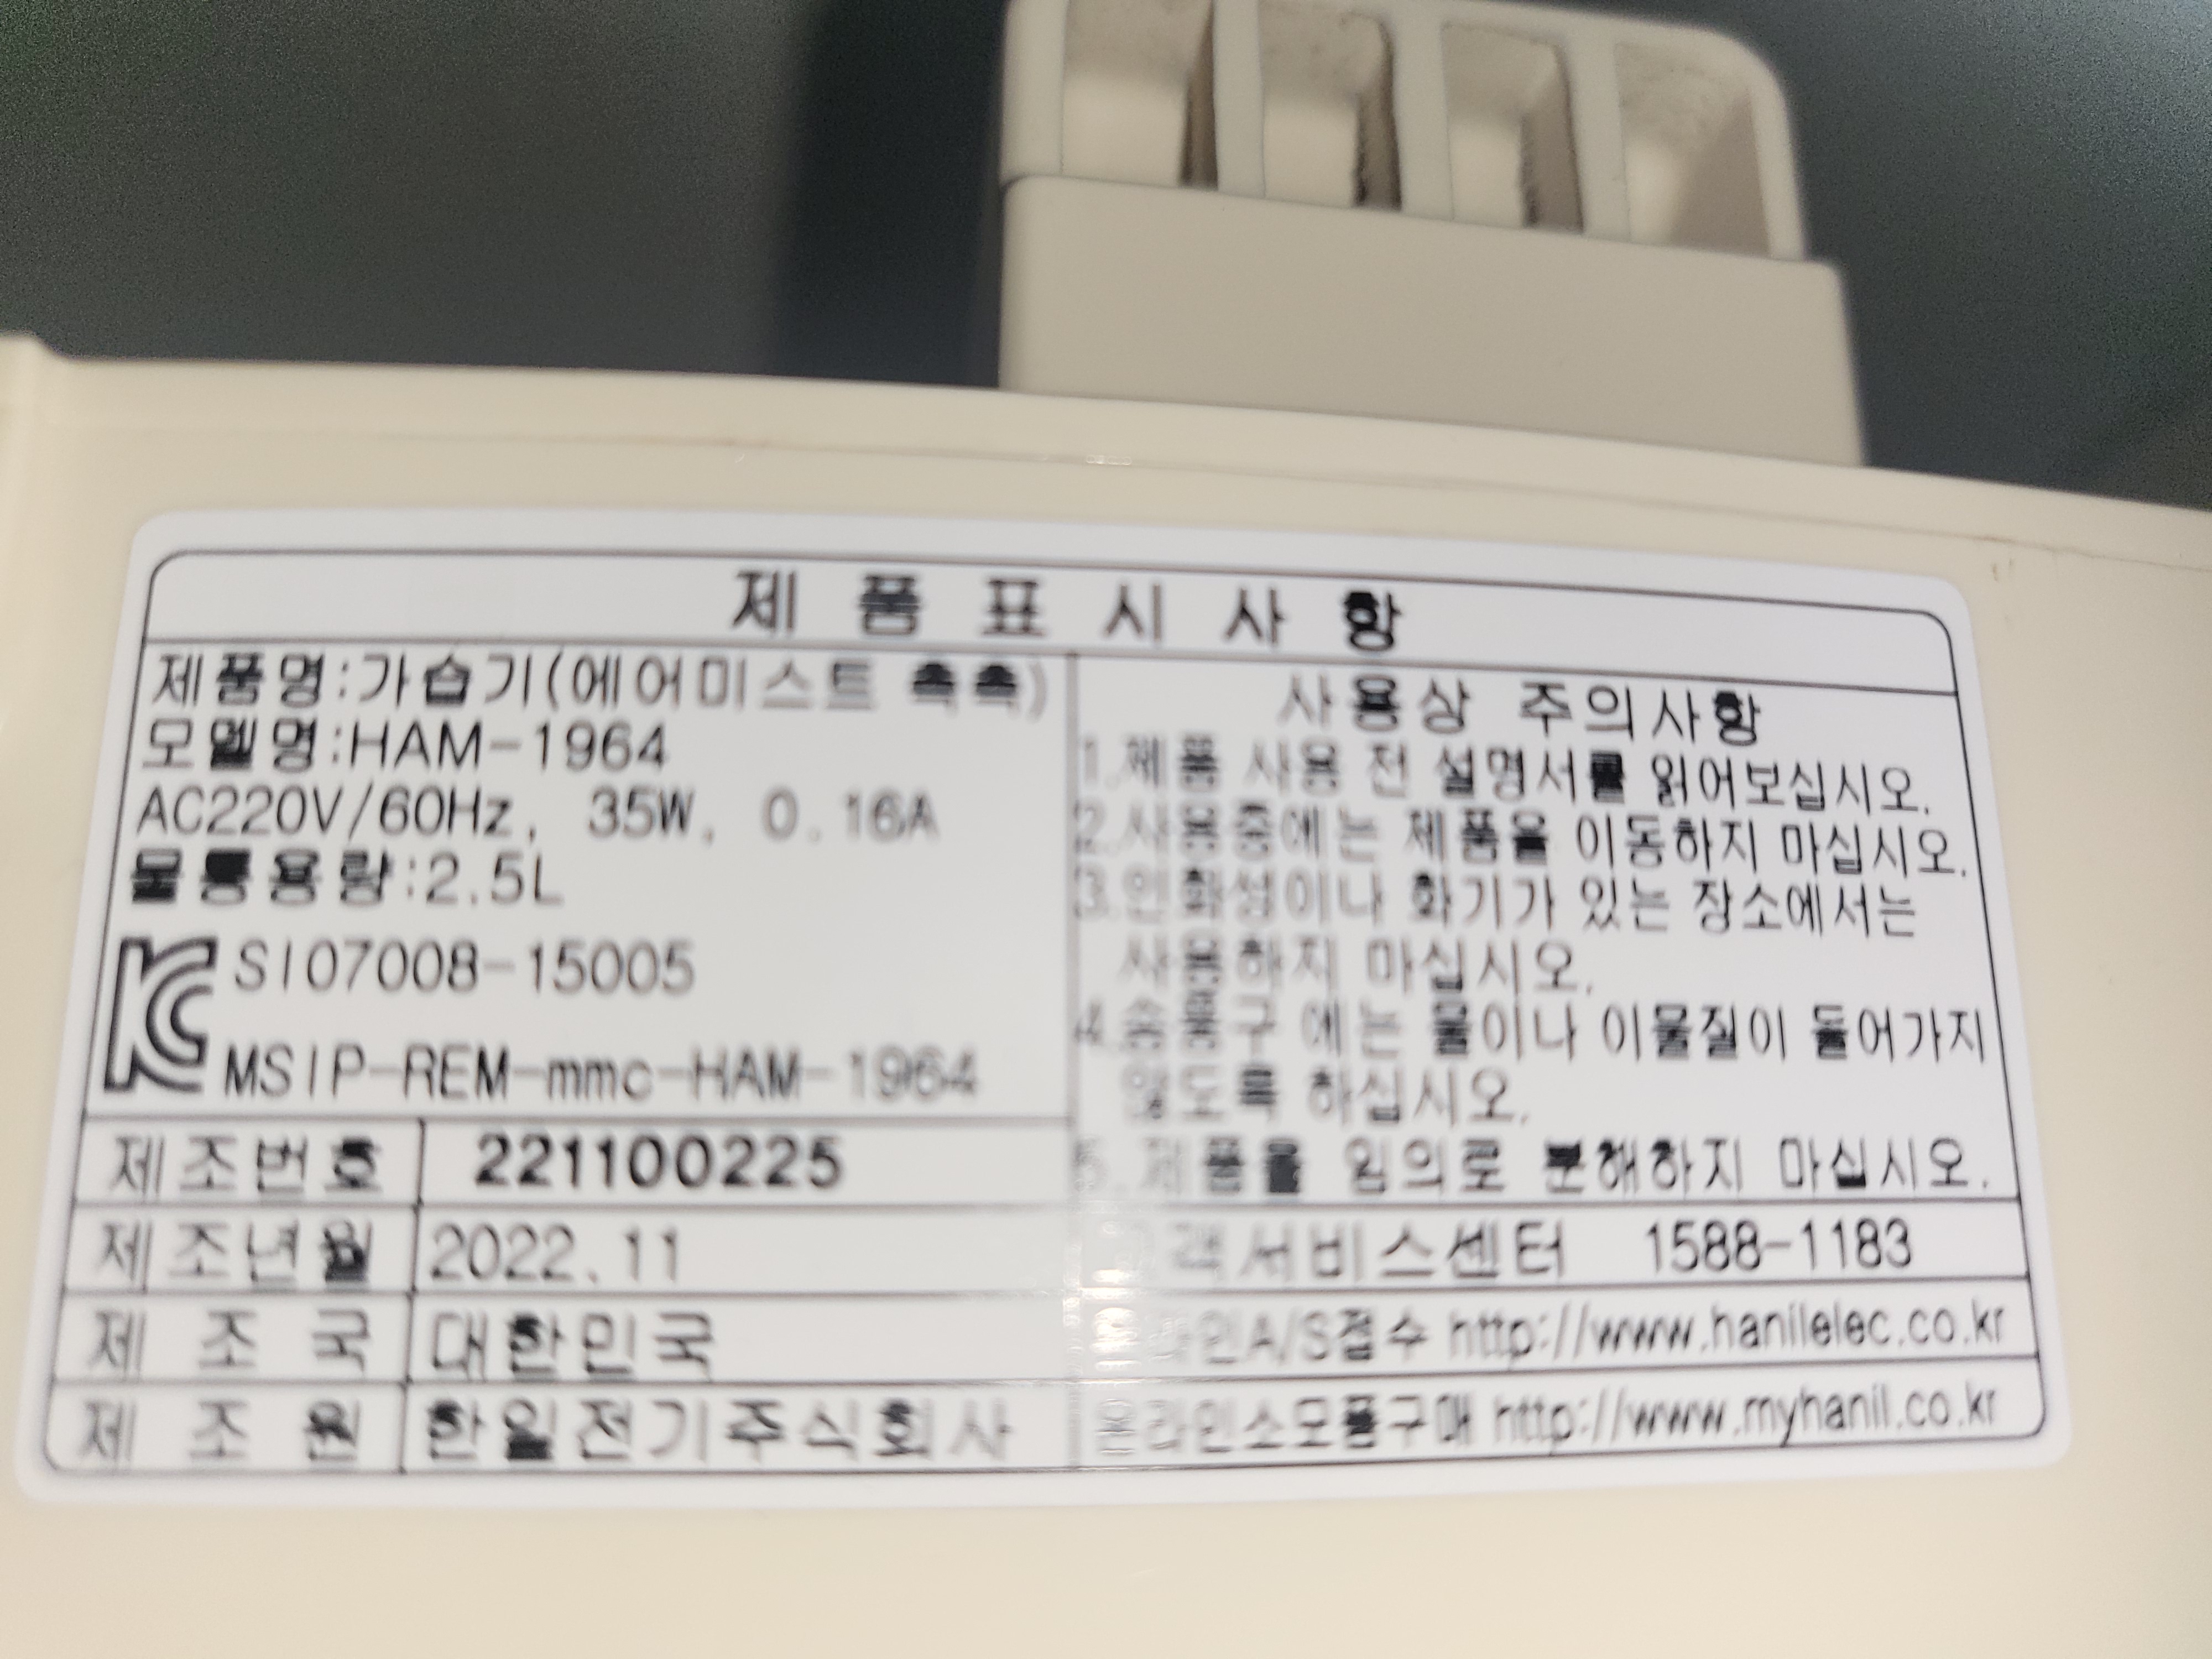 제 품 표 시 사 항
제품명:가습기(에어미스트 촉촉)
모델명:HAM-1964
AC220V/60Hz, 35W, 0.16A
물통용량:2.5L
SI07008-15005
MSIP-REM-mmc-HAM-1964
제조번호 221100225
제조년월 2022.11
제 조 국 대한민국
제 조 원 한일전기주식회사
사용상 주의사항
1.제품 사용 전 설명서를 읽어보십시오.
2.사용중에는 제품을 이동하지 마십시오.
3.인화성이나 화기가 있는 장소에서는
사용하지 마십시오.
4.송풍구 에는 물이나 이물질이 들어가지
않도록 하십시오.
5.제품을 임의로 분해하지 마십시오.
고객서비스센터 1588-1183
온라인A/S접수 http://www.hanilelec.co.kr
온라인소모품구매 http://www.myhanil.co.kr